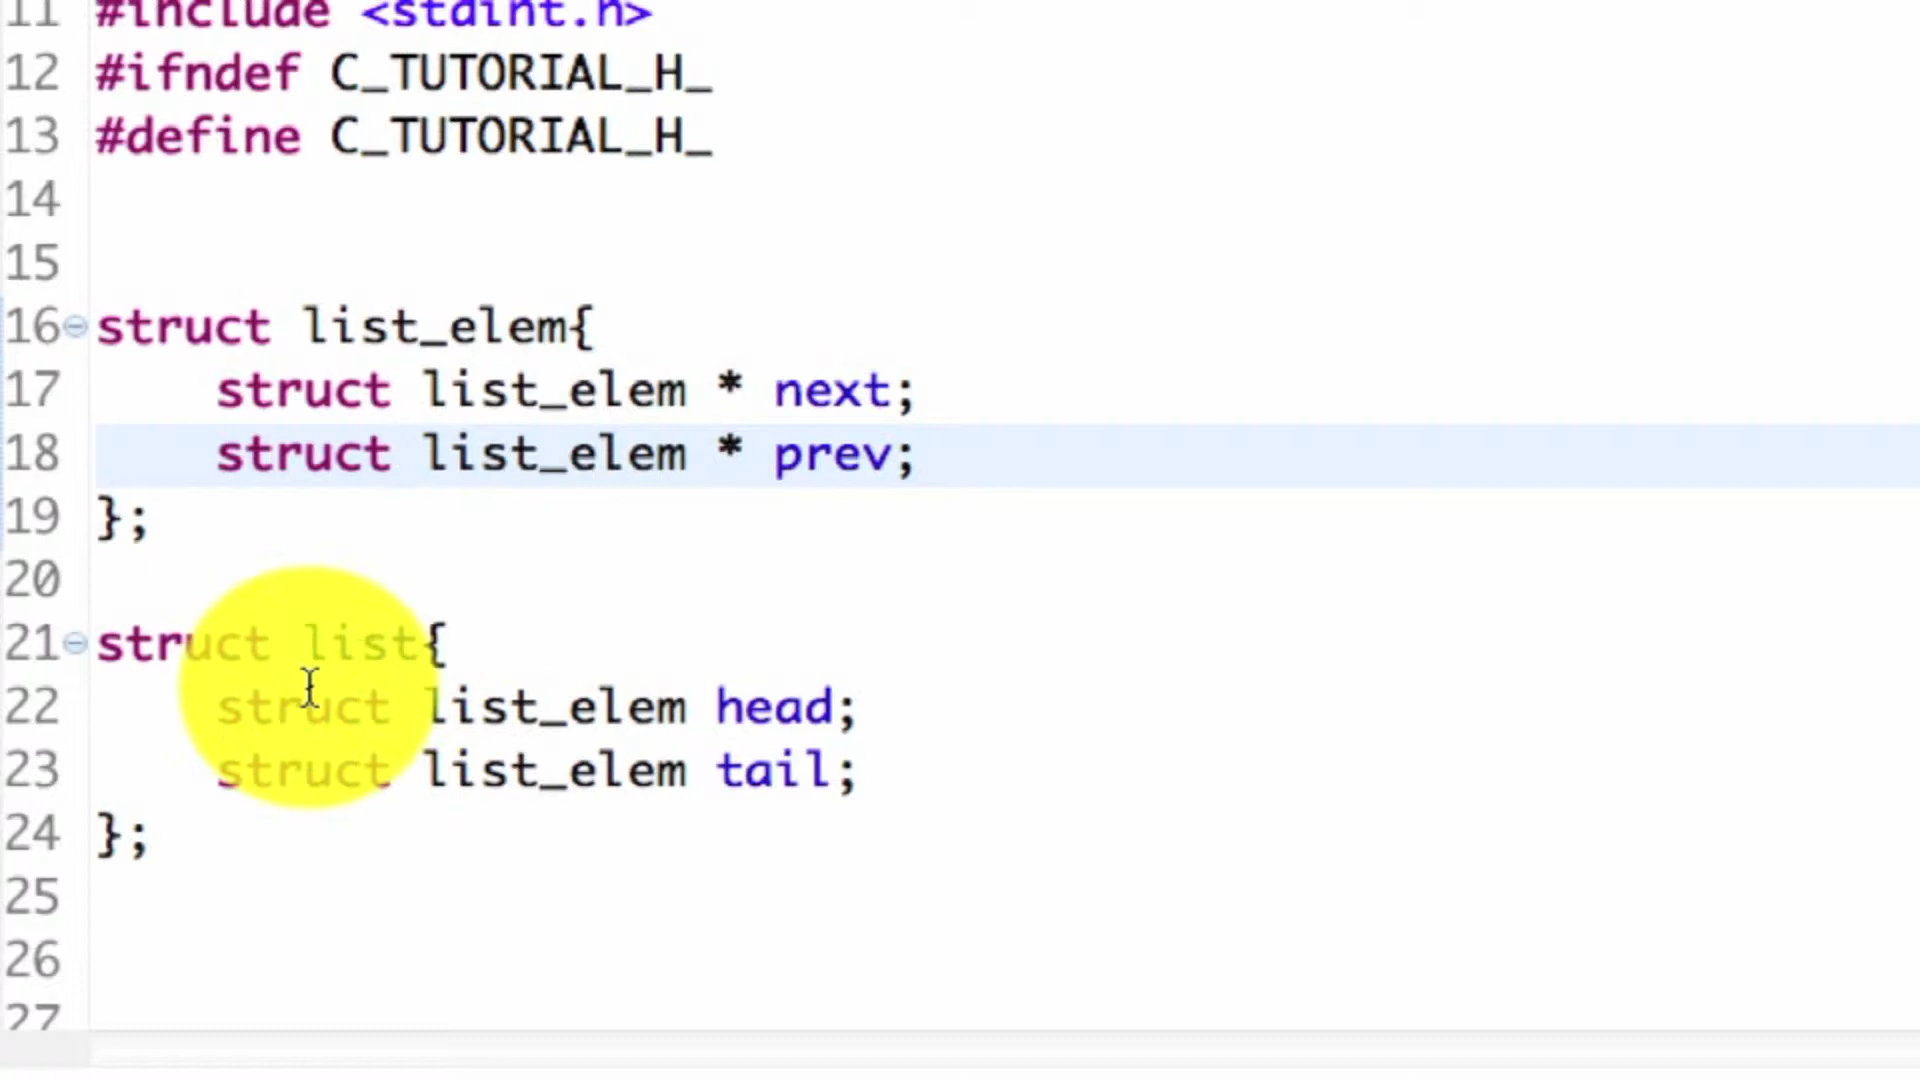 11 #include <stdint.h>
12 #ifndef C_TUTORIAL_H_
13 #define C_TUTORIAL_H_
14
15
16 struct list_elem{
17 struct list_elem * next;
18 struct list_elem * prev;
19 };
20
21 struct list{
22 struct list_elem head;
23 struct list_elem tail;
24 };
25
26
27